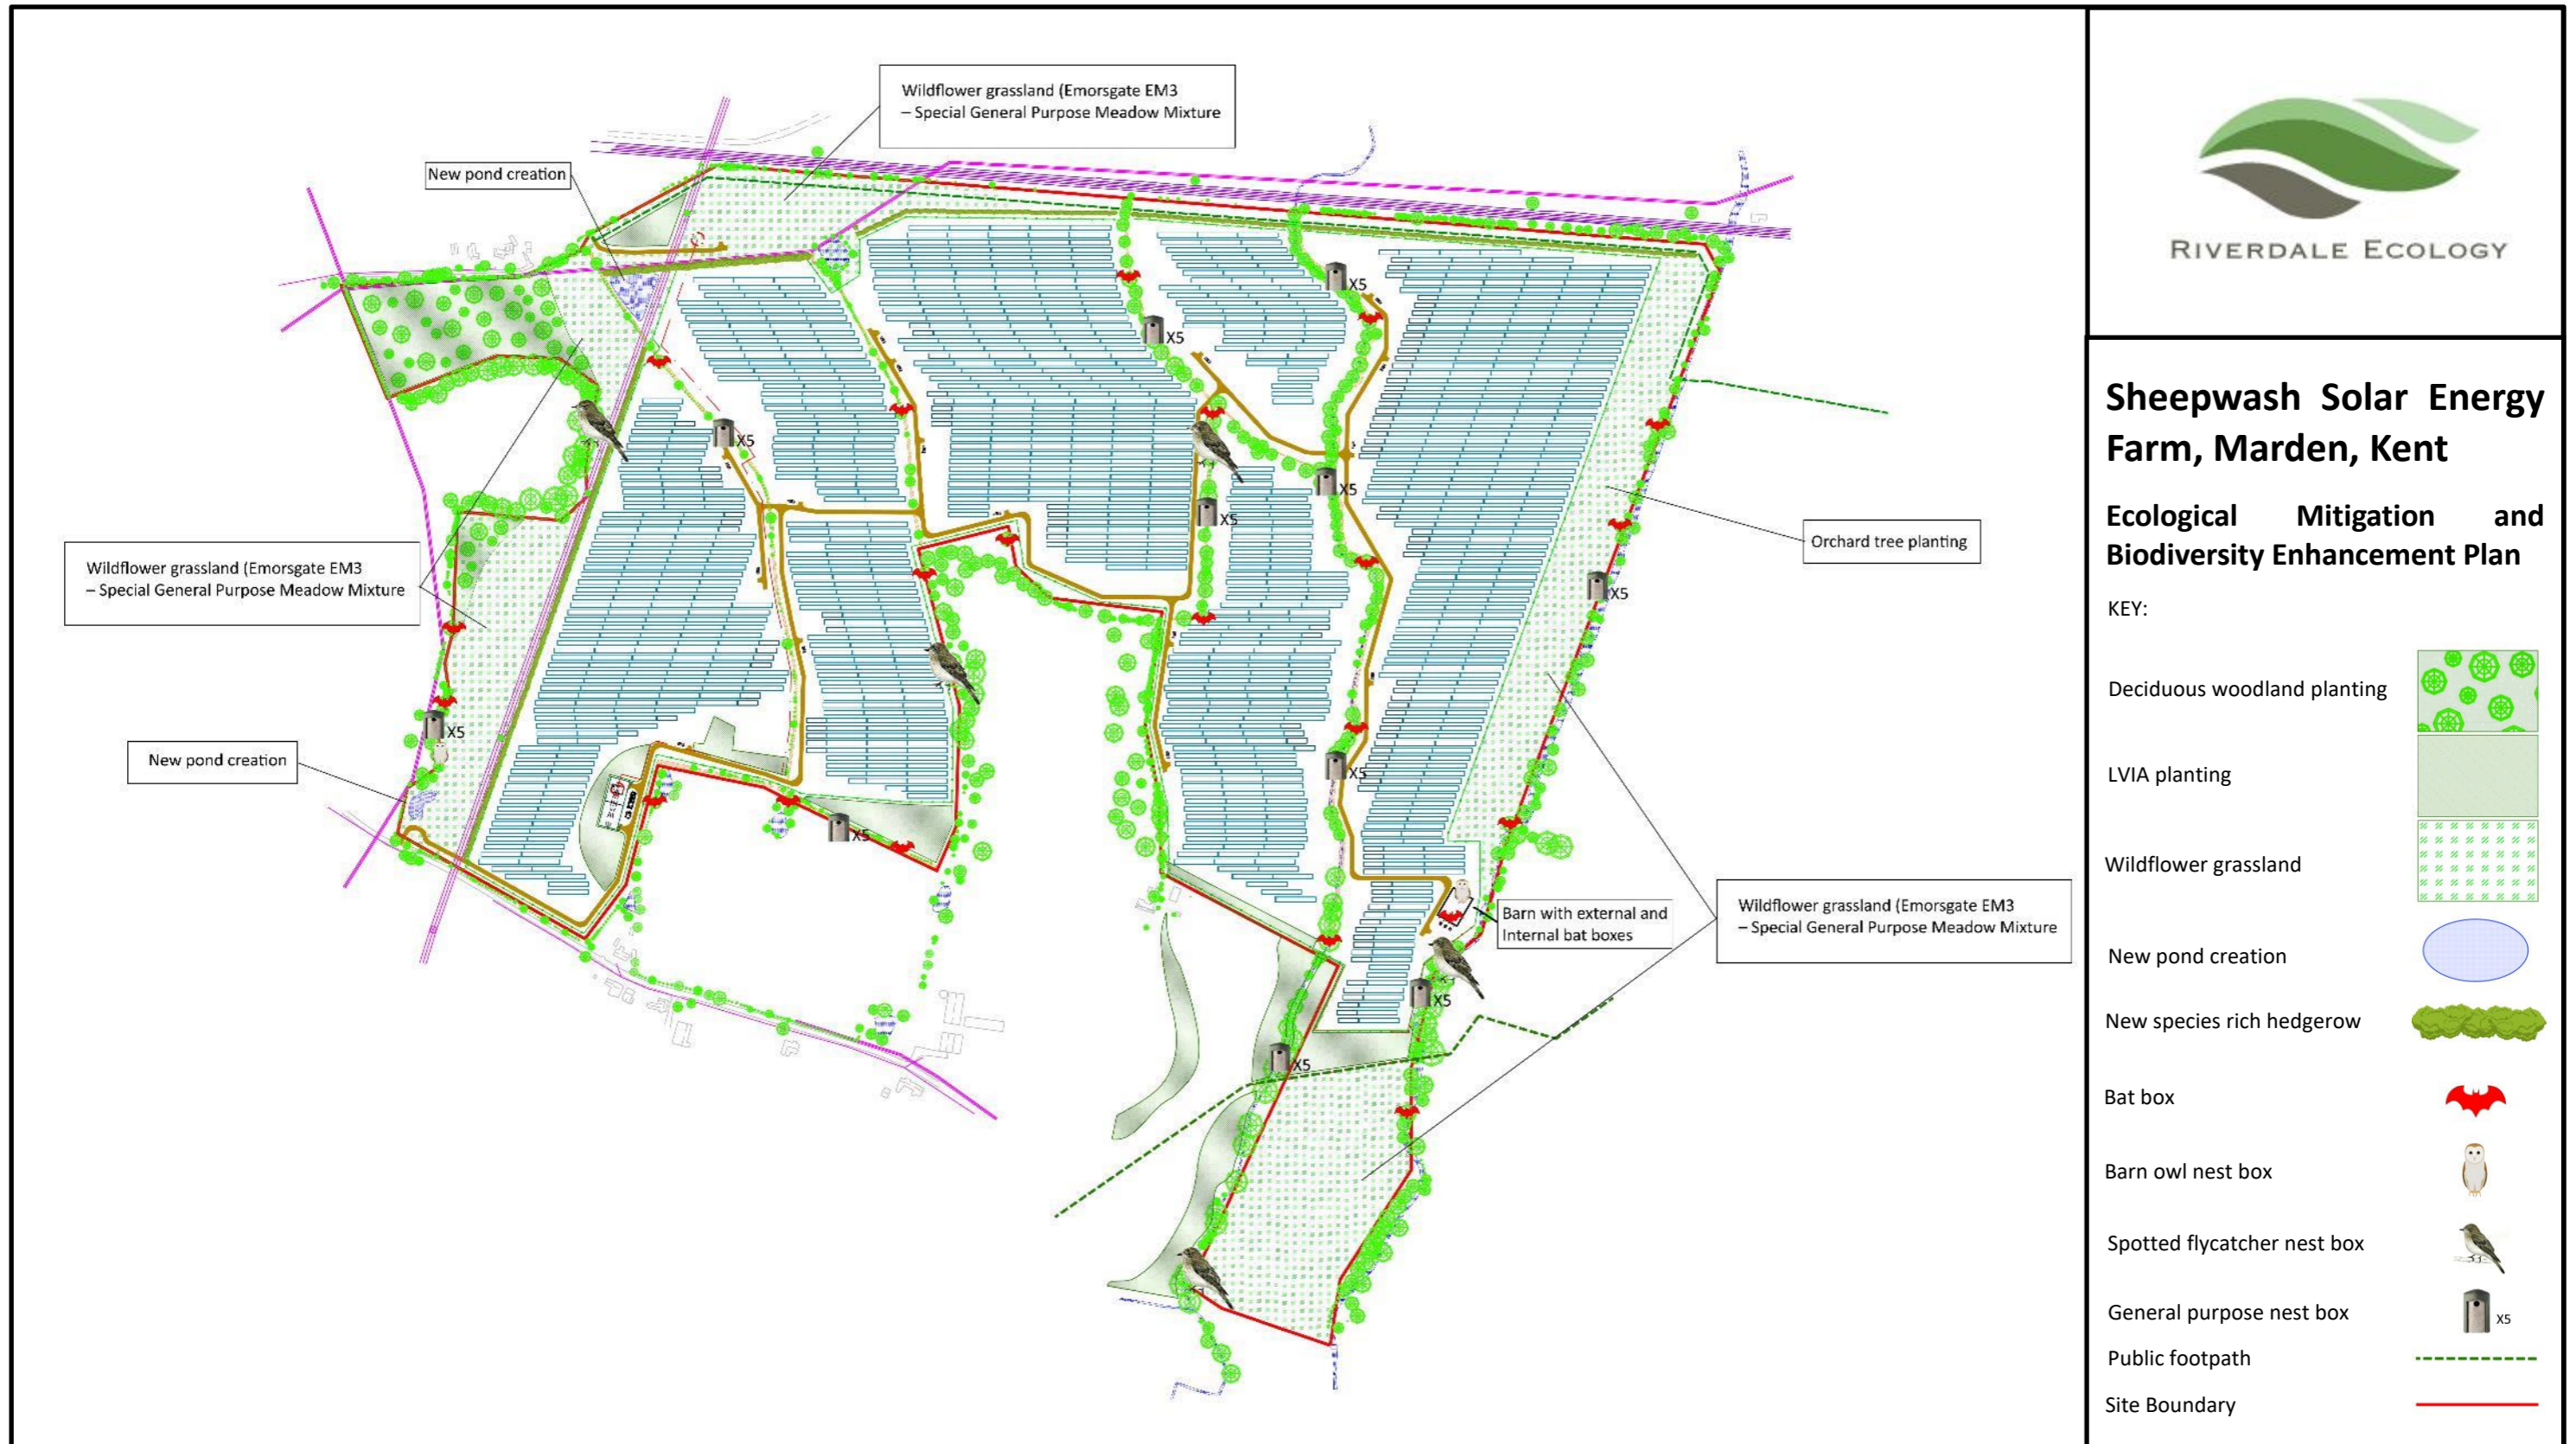 Wildflower grassland (Emorsgate EM3
– Special General Purpose Meadow Mixture
New pond creation
X5
X5
X5
X5
X5
Orchard tree planting
Wildflower grassland (Emorsgate EM3
– Special General Purpose Meadow Mixture
X5
X5
New pond creation
X5
X5
Barn with external and
Internal bat boxes
Wildflower grassland (Emorsgate EM3
– Special General Purpose Meadow Mixture
X5
X5
RIVERDALE ECOLOGY
Sheepwash Solar Energy
Farm, Marden, Kent
Ecological Mitigation and
Biodiversity Enhancement Plan
KEY:
Deciduous woodland planting
LVIA planting
Wildflower grassland
New pond creation
New species rich hedgerow
Bat box
Barn owl nest box
Spotted flycatcher nest box
General purpose nest box
X5
Public footpath
Site Boundary